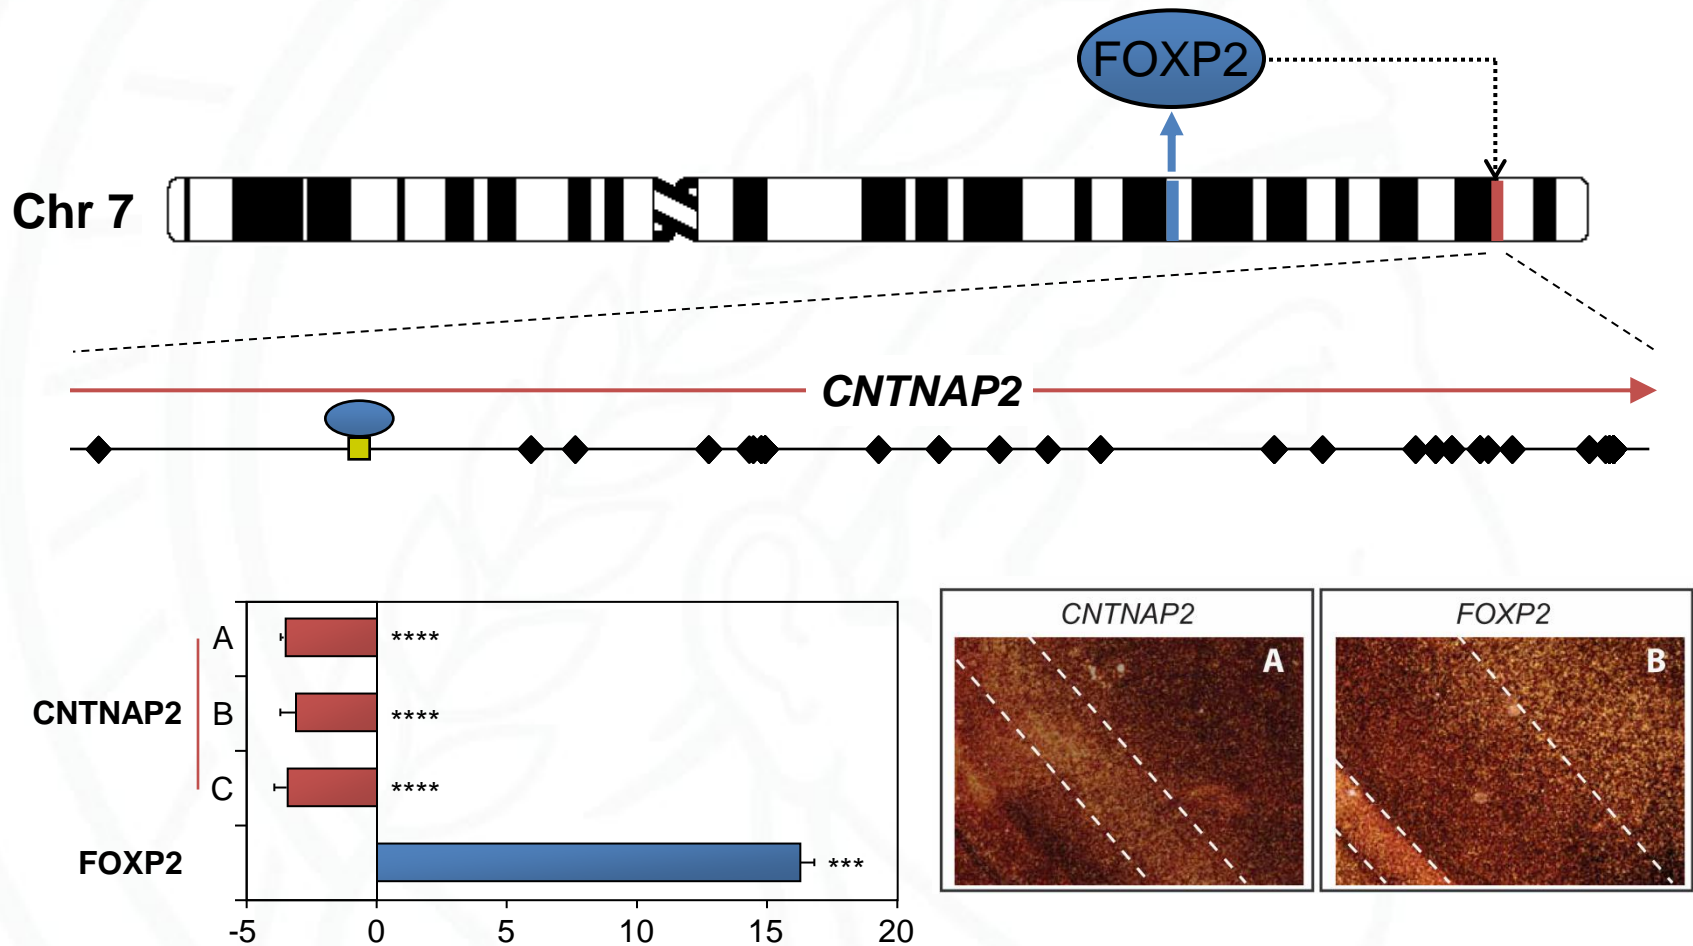 FOXP2
Chr 7
CNTNAP2
A ****
CNTNAP2 B ****
C ****
FOXP2 ***
-5 0 5 10 15 20
CNTNAP2
A
FOXP2
B